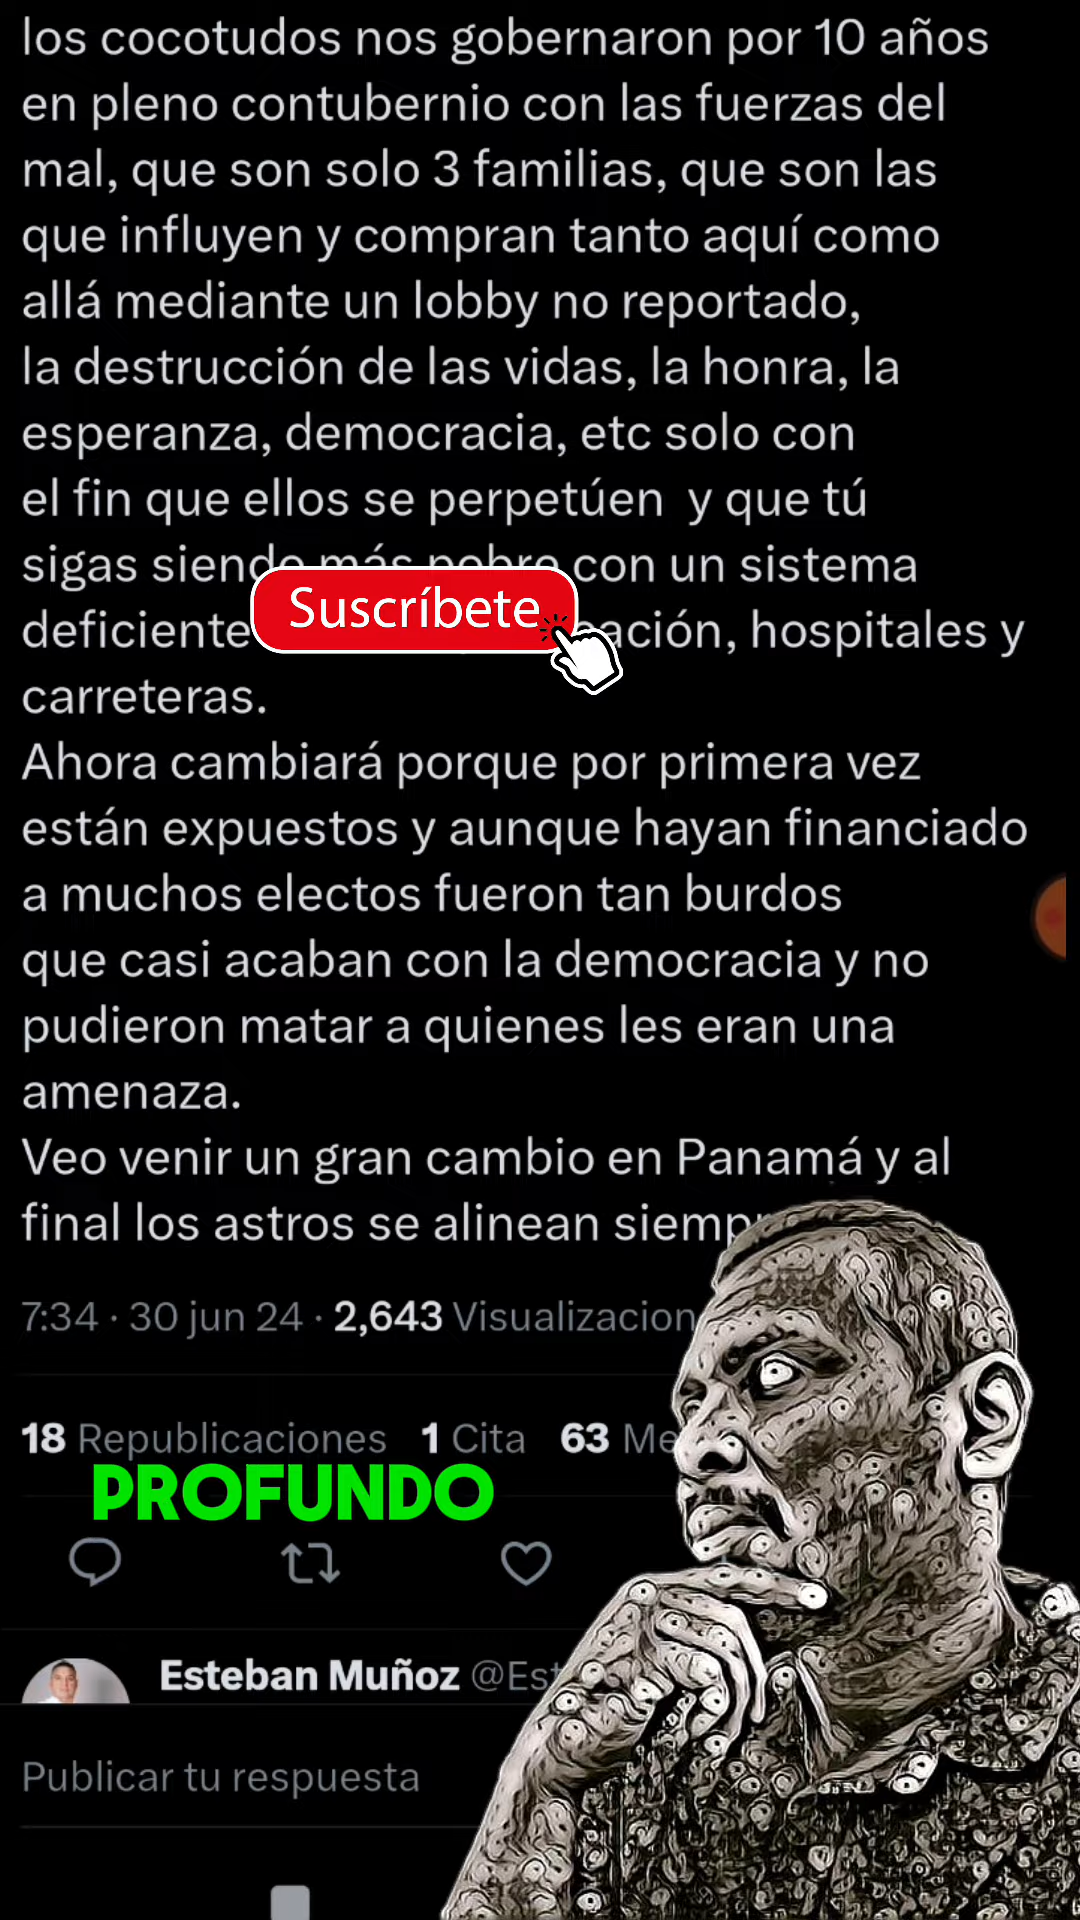 los cocotudos nos gobernaron por 10 años
en pleno contubernio con las fuerzas del
mal, que son solo 3 familias, que son las
que influyen y compran tanto aquí como
allá mediante un lobby no reportado,
la destrucción de las vidas, la honra, la
esperanza, democracia, etc solo con
el fin que ellos se perpetúen y que tú
sigas siendo más pobre con un sistema
Suscríbete
deficiente hospitales y
carreteras.
Ahora cambiará porque por primera vez
están expuestos y aunque hayan financiado
a muchos electos fueron tan burdos
que casi acaban con la democracia y no
pudieron matar a quienes les eran una
amenaza.
Veo venir un gran cambio en Panamá y al
final los astros se alinean
7:34 · 30 jun 24 · 2,643
18 Republicaciones 1 Cita 63
PROFUNDO
Esteban Muñoz
Publicar tu respuesta